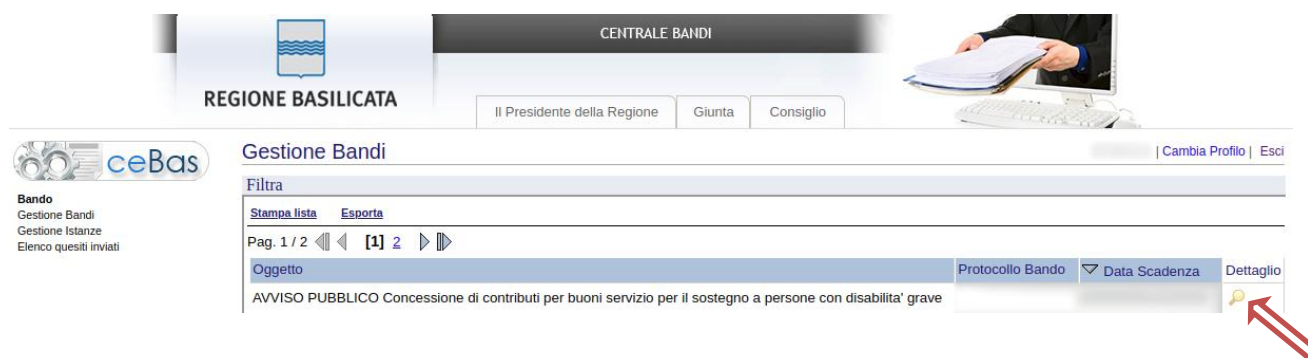 CENTRALE BANDI
REGIONE BASILICATA
Il Presidente della Regione Giunta Consiglio
ceBas
Gestione Bandi
| Cambia Profilo | Esci
Bando
Gestione Bandi
Gestione Istanze
Elenco quesiti inviati
Filtra
Stampa lista Esporta
Pag. 1 / 2 [1] 2
Oggetto Protocollo Bando Data Scadenza Dettaglio
AVVISO PUBBLICO Concessione di contributi per buoni servizio per il sostegno a persone con disabilita' grave